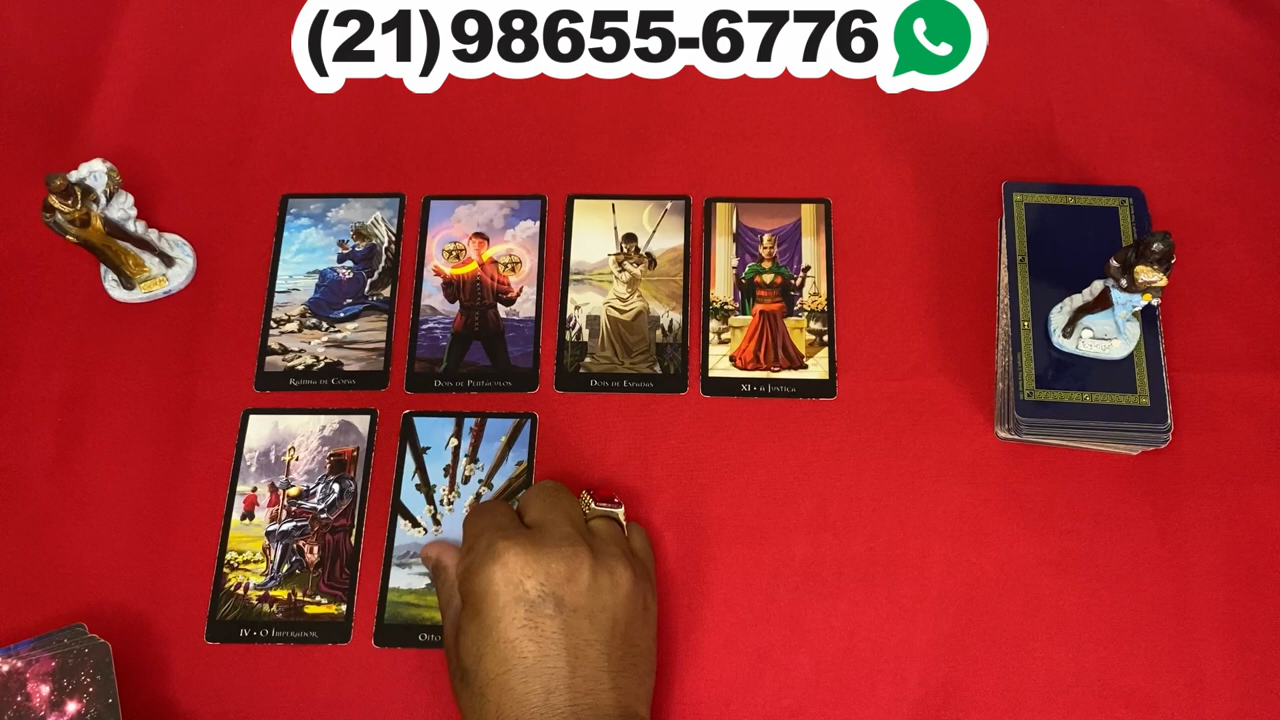 (21)98655-6776
RAINHA DE COPAS
DOIS DE PENTÁCULOS
DOIS DE ESPADAS
XI • A JUSTIÇA
IV • O IMPERADOR
OITO